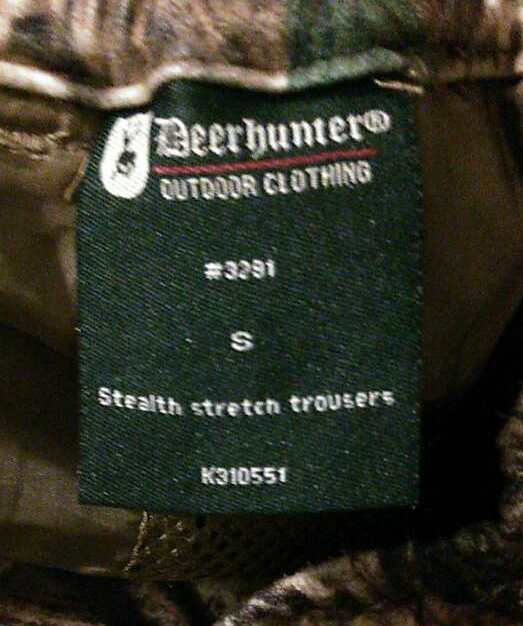 Deerhunter®
OUTDOOR CLOTHING
#3291
S
Stealth stretch trousers
K310551